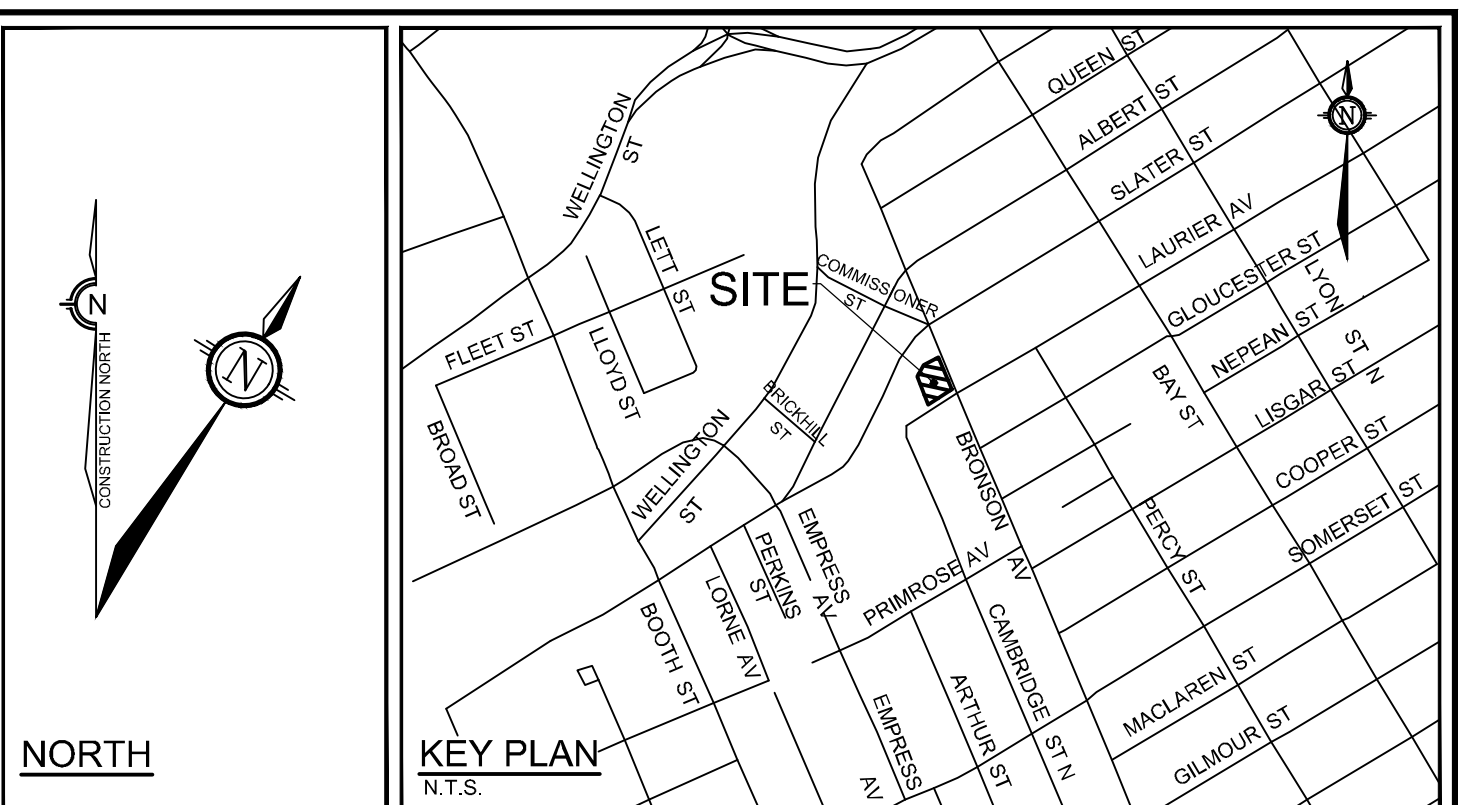 N
CONSTRUCTION NORTH
N
NORTH
QUEEN ST
ALBERT ST
SLATER ST
LAURIER AV
GLOUCESTER ST
LYON ST N
NEPEAN ST
LISGAR ST
COOPER ST
SOMERSET ST
MACLAREN ST
GILMOUR ST
BAY ST
PERCY ST
N
WELLINGTON ST
LETT ST
SITE
COMMISSIONER ST
FLEET ST
LLOYD ST
BROAD ST
BRICKHILL ST
WELLINGTON ST
BRONSON AV
EMPRESS AV
PERKINS ST
LORNE AV
BOOTH ST
PRIMROSE AV
CAMBRIDGE ST N
ARTHUR ST
EMPRESS AV
KEY PLAN
N.T.S.